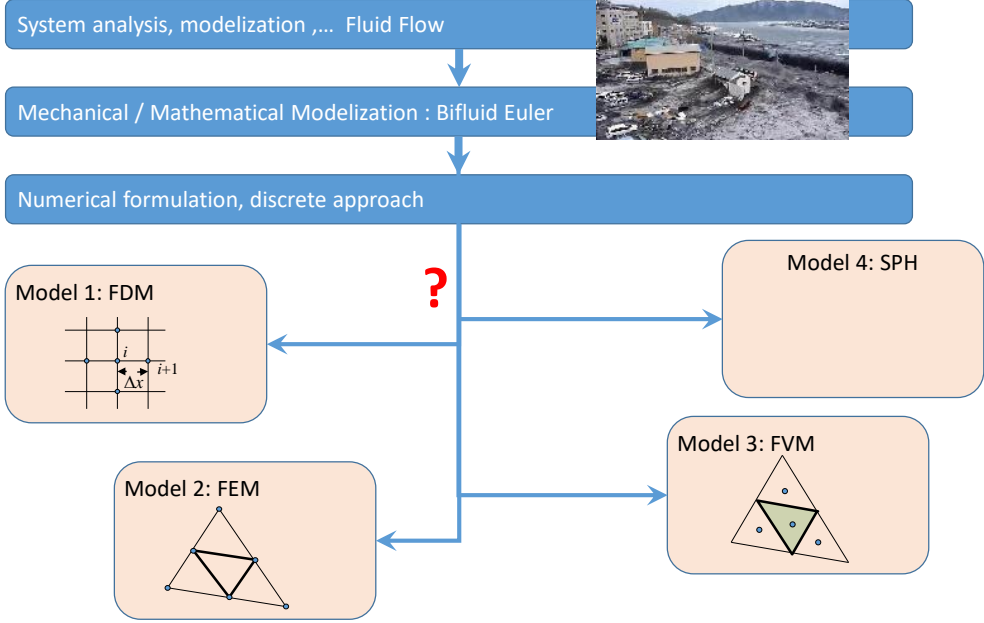 System analysis, modelization ,… Fluid Flow
Mechanical / Mathematical Modelization : Bifluid Euler
Numerical formulation, discrete approach
?
Model 4: SPH
Model 1: FDM
i
i+1
Δx
Model 3: FVM
Model 2: FEM